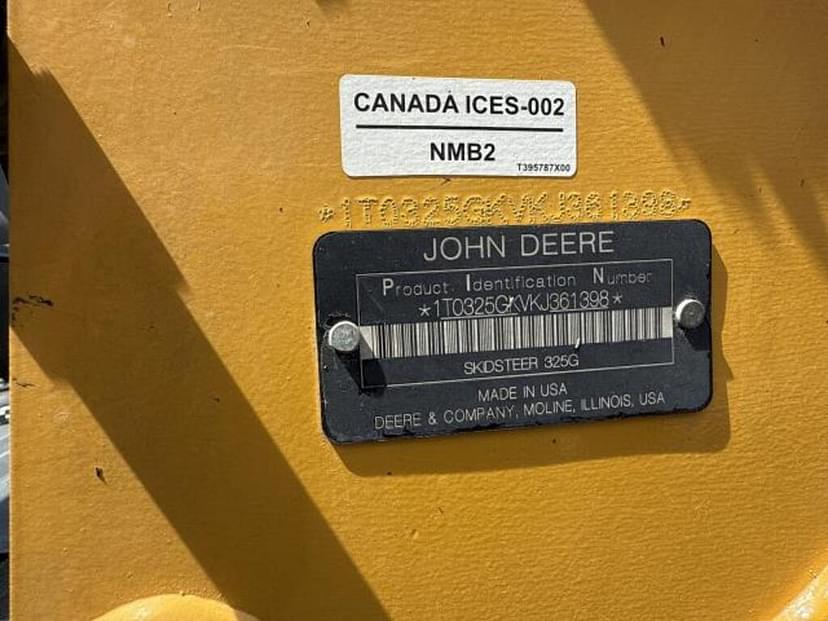 CANADA ICES-002
NMB2
T395787X00
*1T0325GKVKJ361398*
JOHN DEERE
Product Identification Number
*1T0325GKVKJ361398*
SKIDSTEER 325G
MADE IN USA
DEERE & COMPANY, MOLINE, ILLINOIS, USA